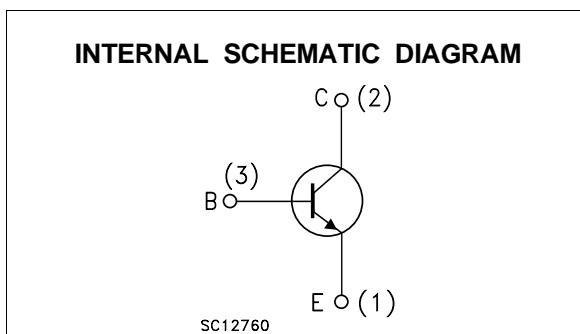 INTERNAL SCHEMATIC DIAGRAM
C (2)
(3)
B
E (1)
SC12760